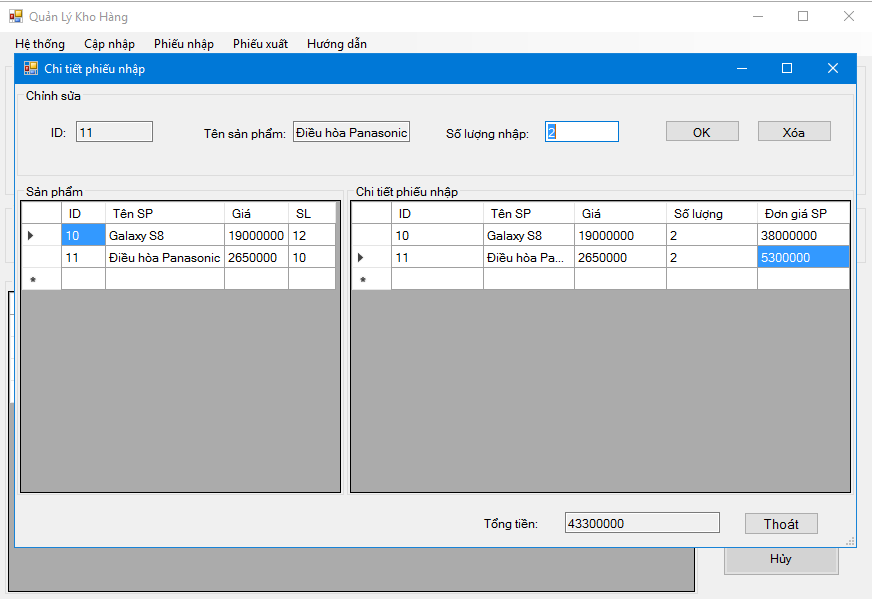 Quản Lý Kho Hàng
Hệ thống Cập nhập Phiếu nhập Phiếu xuất Hướng dẫn
Chi tiết phiếu nhập
Chỉnh sửa
ID: 11 Tên sản phẩm: Điều hòa Panasonic Số lượng nhập: 2 OK Xóa
Sản phẩm
ID Tên SP Giá SL
10 Galaxy S8 19000000 12
11 Điều hòa Panasonic 2650000 10
*
Chi tiết phiếu nhập
ID Tên SP Giá Số lượng Đơn giá SP
10 Galaxy S8 19000000 2 38000000
11 Điều hòa Pa... 2650000 2 5300000
*
Tổng tiền: 43300000 Thoát
Hủy